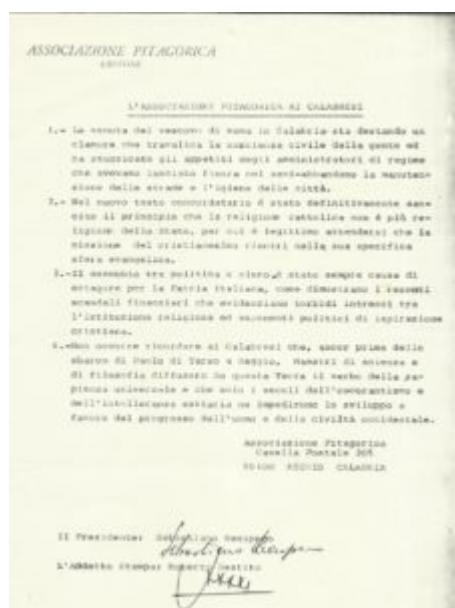 ASSOCIAZIONE PITAGORICA
L'ASSOCIAZIONE PITAGORICA AI CALABRESI
1.- La venuta del vescovo di Roma in Calabria sta destando un
clamore che travalica la coscienza civile della gente ed
ha stuzzicato gli appetiti degli amministratori di regime
che avevano lasciato finora nel semi-abbandono la manuten-
zione delle strade e l'igiene delle città.
2.- Nel nuovo testo concordatario è stato definitivamente san-
cito il principio che la religione cattolica non è più re-
ligione dello Stato, per cui è legittimo attendersi che la
missione del cristianesimo rientri nella sua specifica
sfera evangelica.
3.-Il connubio tra politica e clero è stato sempre causa di
sciagure per la Patria Italiana, come dimostrano i recenti
scandali finanziari che evidenziano torbidi intrecci tra
l'istituzione religiosa ed esponenti politici di ispirazione
cristiana.
4.-Non occorre ricordare ai Calabresi che, ancor prima dello
sbarco di Paolo di Tarso a Reggio, Maestri di scienza e
di filosofia diffusero da questa Terra il verbo della sa-
pienza universale e che solo i secoli dell'oscurantismo e
dell'intolleranza settaria ne impedirono lo sviluppo a
favore del progresso dell'uomo e della civiltà occidentale.
Associazione Pitagorica
Casella Postale 305
REGGIO CALABRIA
Il Presidente: Sebastiano
L'Addetto Stampa: Roberto